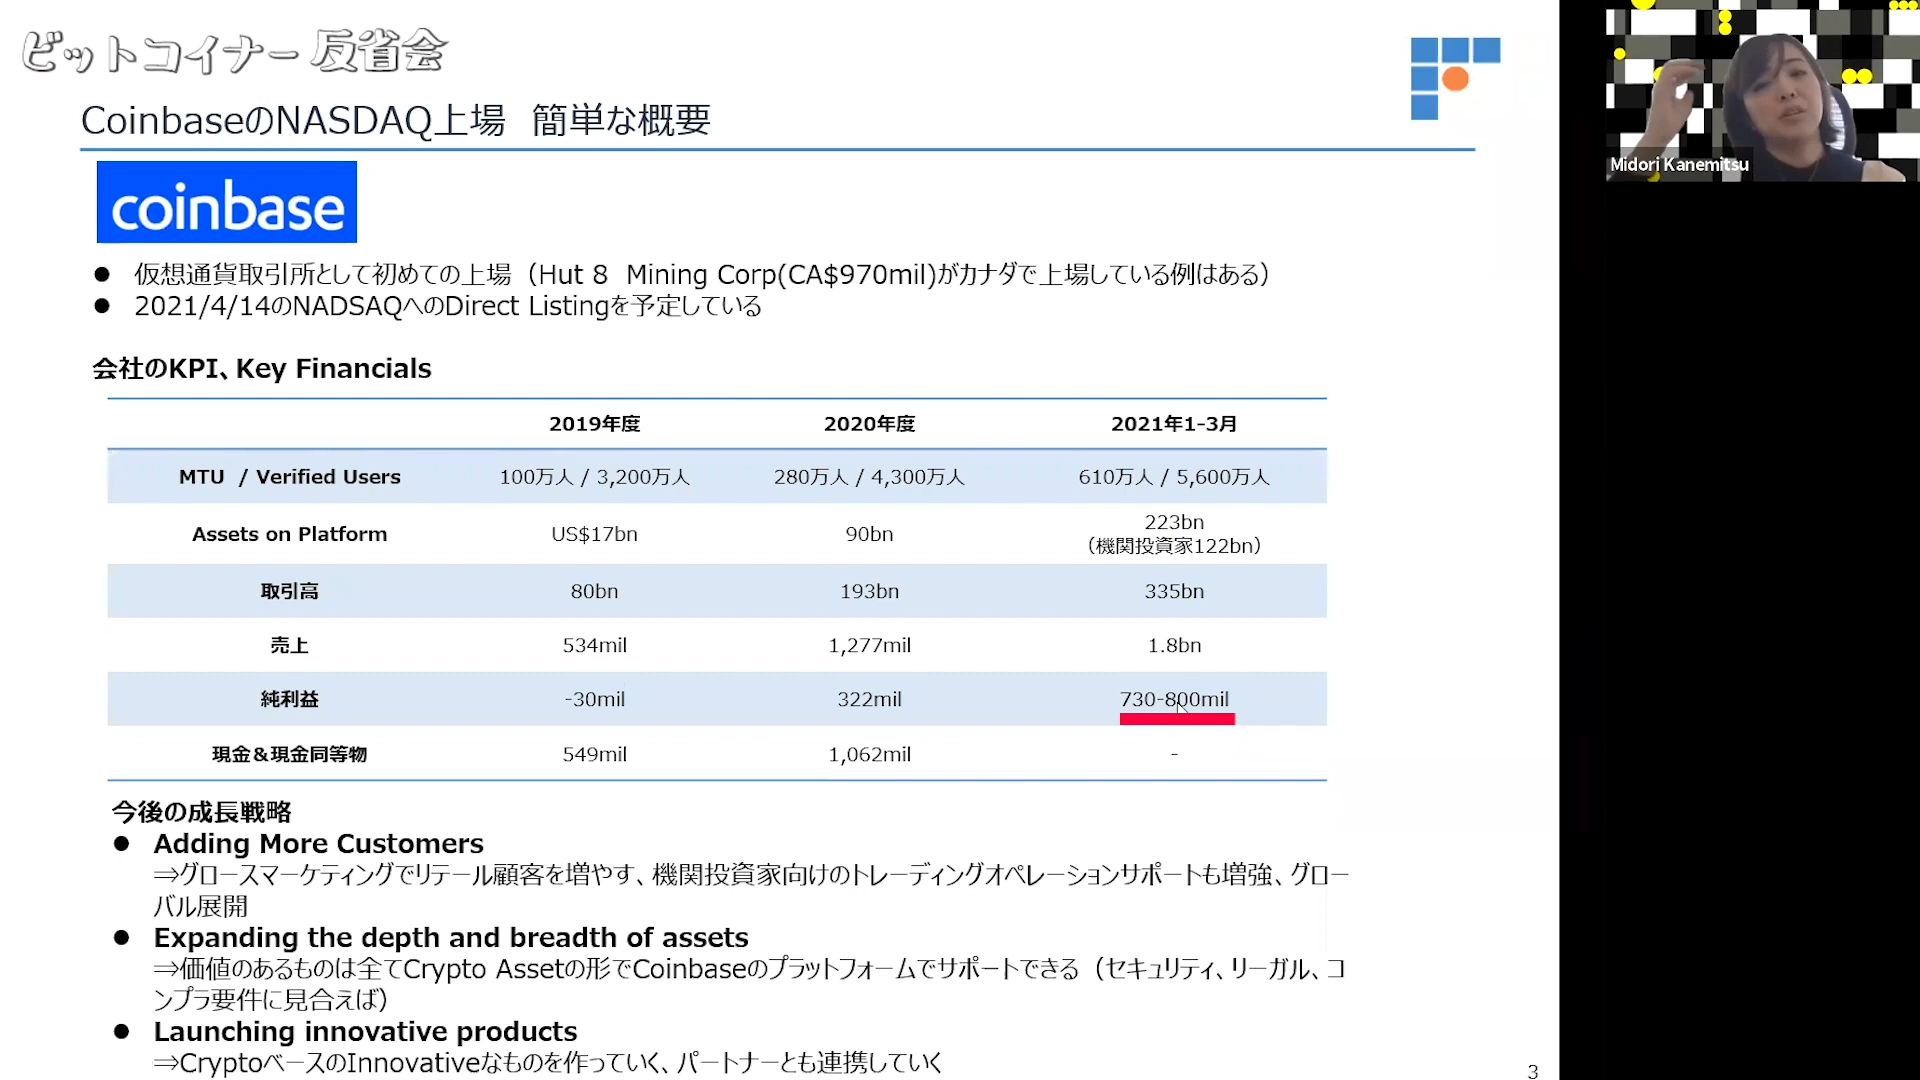 ビットコイナー反省会
CoinbaseのNASDAQ上場　簡単な概要
coinbase
● 仮想通貨取引所として初めての上場（Hut 8 Mining Corp(CA$970mil)がカナダで上場している例はある）
● 2021/4/14のNADSAQへのDirect Listingを予定している
会社のKPI、Key Financials
2019年度 2020年度 2021年1-3月
MTU / Verified Users 100万人 / 3,200万人 280万人 / 4,300万人 610万人 / 5,600万人
Assets on Platform US$17bn 90bn 223bn
（機関投資家122bn）
取引高 80bn 193bn 335bn
売上 534mil 1,277mil 1.8bn
純利益 -30mil 322mil 730-800mil
現金＆現金同等物 549mil 1,062mil -
今後の成長戦略
● Adding More Customers
⇒グロースマーケティングでリテール顧客を増やす、機関投資家向けのトレーディングオペレーションサポートも増強、グロー
バル展開
● Expanding the depth and breadth of assets
⇒価値のあるものは全てCrypto Assetの形でCoinbaseのプラットフォームでサポートできる（セキュリティ、リーガル、コ
ンプラ要件に見合えば）
● Launching innovative products
⇒CryptoベースのInnovativeなものを作っていく、パートナーとも連携していく
3
Midori Kanemitsu